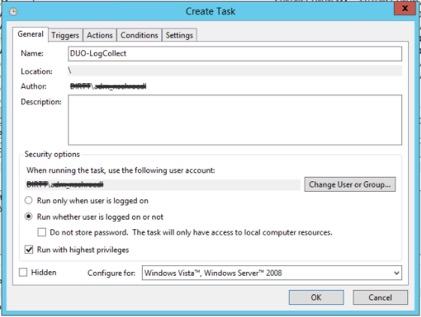 Create Task
X
General Triggers Actions Conditions Settings
Name: DUO-LogCollect
Location: \
Author:
Description:
Security options
When running the task, use the following user account:
Change User or Group...
Run only when user is logged on
Run whether user is logged on or not
Do not store password. The task will only have access to local computer resources.
Run with highest privileges
Hidden Configure for: Windows Vista™, Windows Server™ 2008
OK Cancel